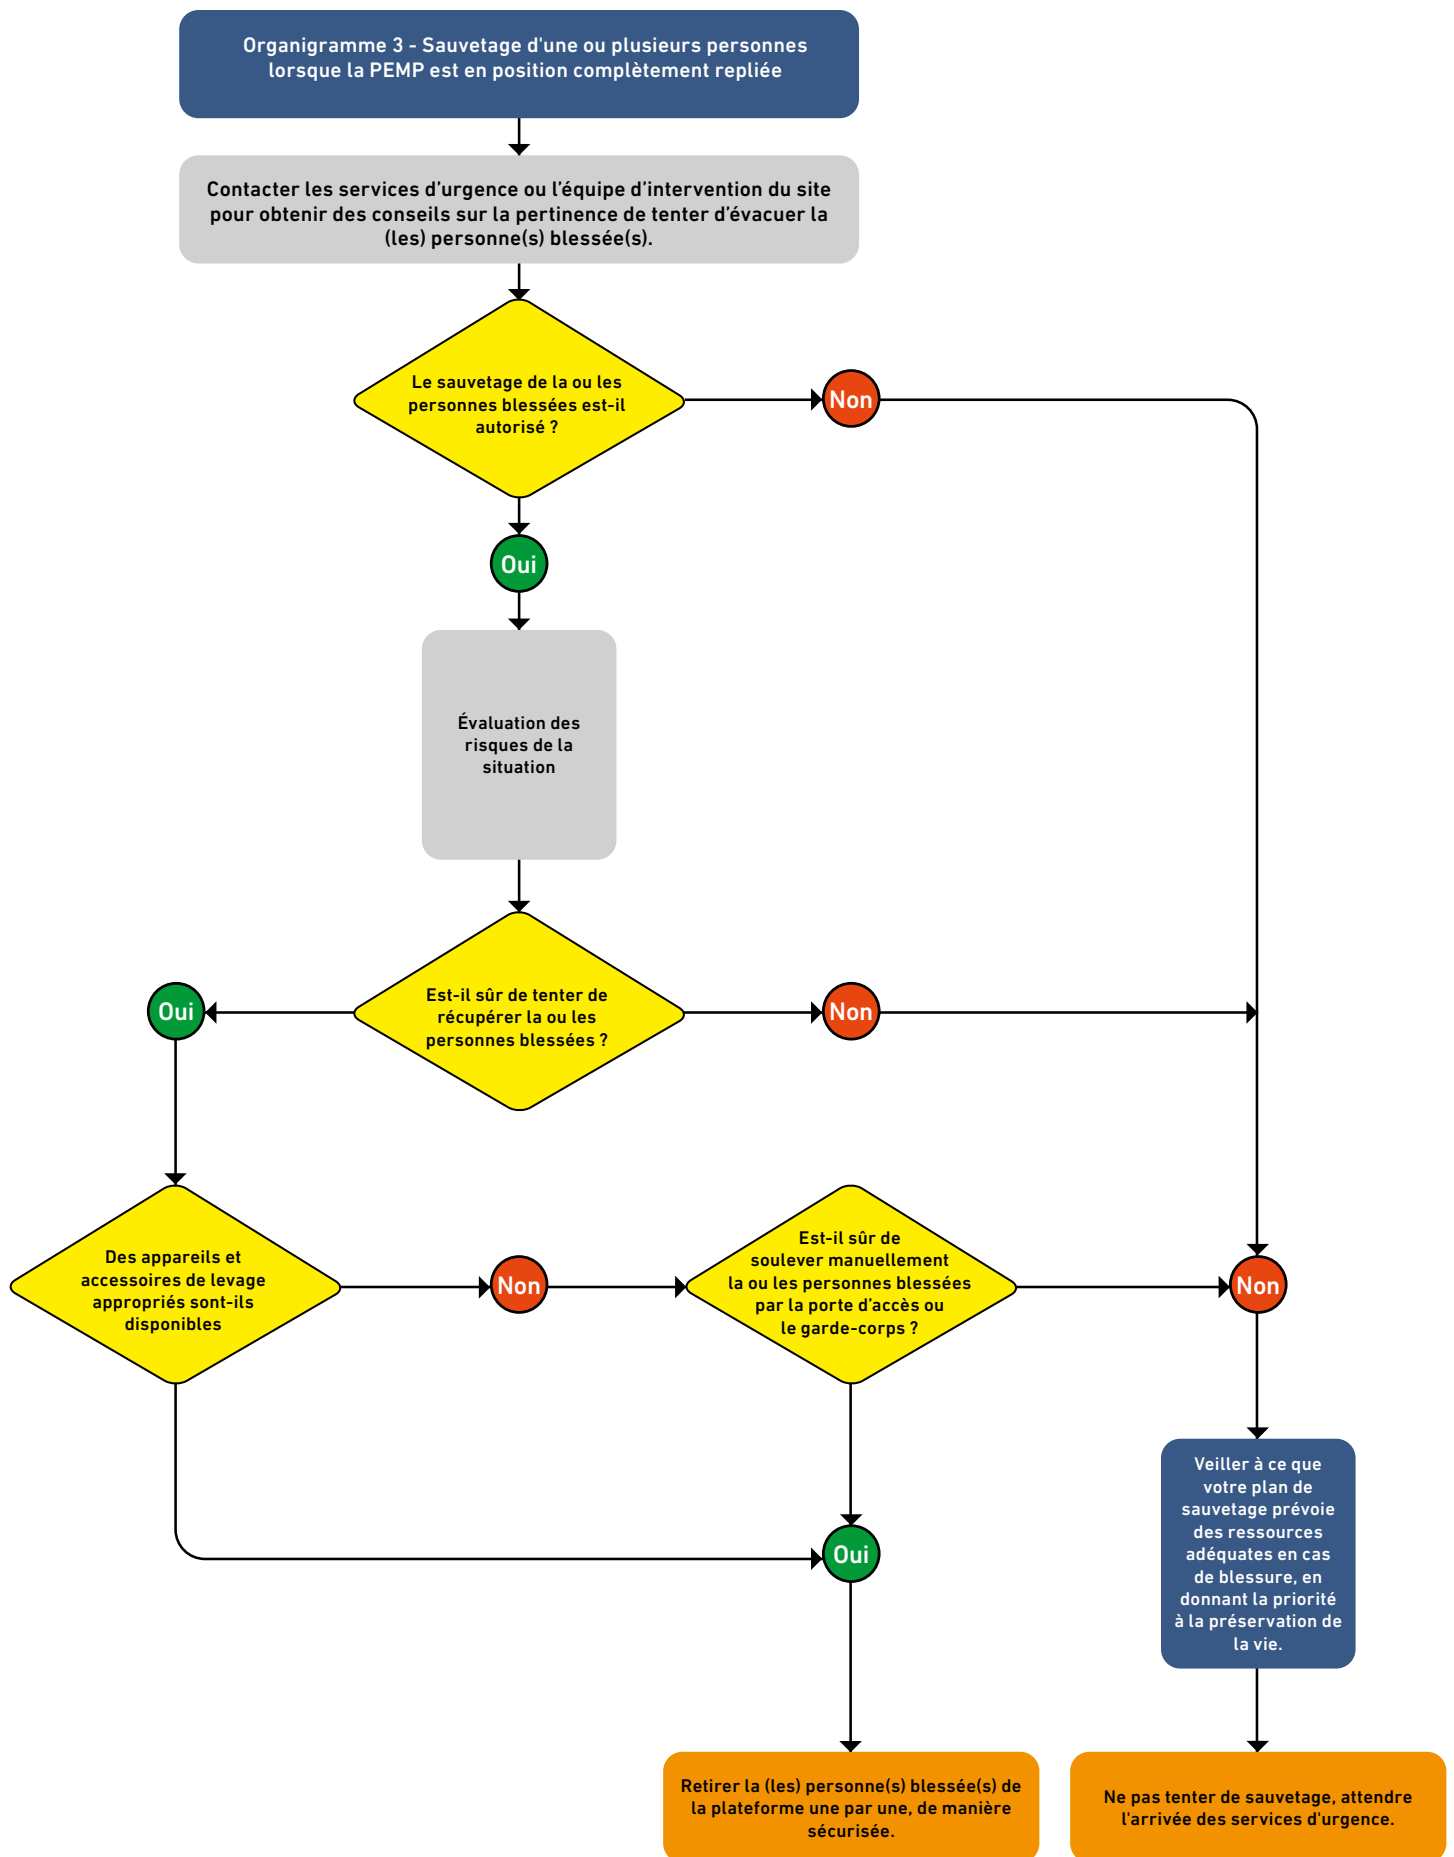 Organigramme 3 - Sauvetage d'une ou plusieurs personnes
lorsque la PEMP est en position complètement repliée
Contacter les services d’urgence ou l’équipe d’intervention du site
pour obtenir des conseils sur la pertinence de tenter d’évacuer la
(les) personne(s) blessée(s).
Le sauvetage de la ou les
personnes blessées est-il
autorisé ?
Non
Oui
Évaluation des
risques de la
situation
Oui
Est-il sûr de tenter de
récupérer la ou les
personnes blessées ?
Non
Des appareils et
accessoires de levage
appropriés sont-ils
disponibles
Non
Est-il sûr de
soulever manuellement
la ou les personnes blessées
par la porte d’accès ou
le garde-corps ?
Non
Oui
Veiller à ce que
votre plan de
sauvetage prévoie
des ressources
adéquates en cas
de blessure, en
donnant la priorité
à la préservation de
la vie.
Retirer la (les) personne(s) blessée(s) de
la plateforme une par une, de manière
sécurisée.
Ne pas tenter de sauvetage, attendre
l'arrivée des services d'urgence.